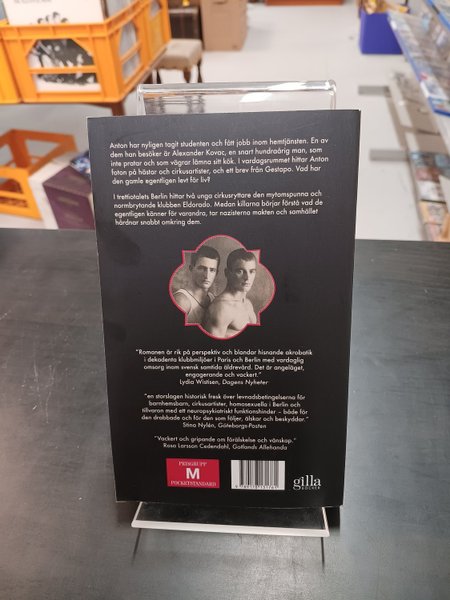 Anton har nyligen tagit studenten och fått jobb inom hemtjänsten. En av
dem han besöker är Alexander Kovac, en snart hundraårig man, som
inte pratar och som vägrar lämna sitt kök. I vardagsrummet hittar Anton
foton på hästar och cirkusartister, och ett brev från Gestapo. Vad har
den gamle egentligen levt för liv?
I trettiotalets Berlin hittar två unga cirkusryttare den mytomspunna och
normbrytande klubben Eldorado. Medan killarna börjar förstå vad de
egentligen känner för varandra, tar nazisterna makten och samhället
hårdnar snabbt omkring dem.
"Romanen är rik på perspektiv och blandar hisnande akrobatik
i dekadenta klubbmiljöer i Paris och Berlin med vardaglig
omsorg inom svensk samtida äldrevård. Det är angeläget,
engagerande och vackert."
Lydia Wistisen, Dagens Nyheter
"en storslagen historisk fresk över levnadsbetingelserna för
barnhemsbarn, cirkusartister, homosexuella i Berlin och
tillvaron med ett neuropsykiatriskt funktionshinder – både för
den drabbade och för den som följer, älskar och beskyddar."
Stina Nylén, Göteborgs-Posten
"Vackert och gripande om förälskelse och vänskap."
Rosa Larsson Cedendahl, Gotlands Allehanda
PRISGRUPP
M
POCKETSTANDARD
gilla
BÖCKER